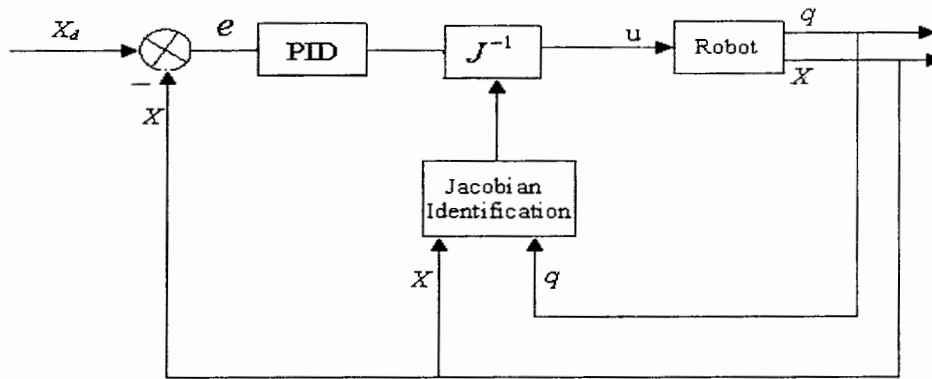 X_d
e
PID
J^{-1}
u
Robot
q
X
−
X
Jacobian
Identification
X
q